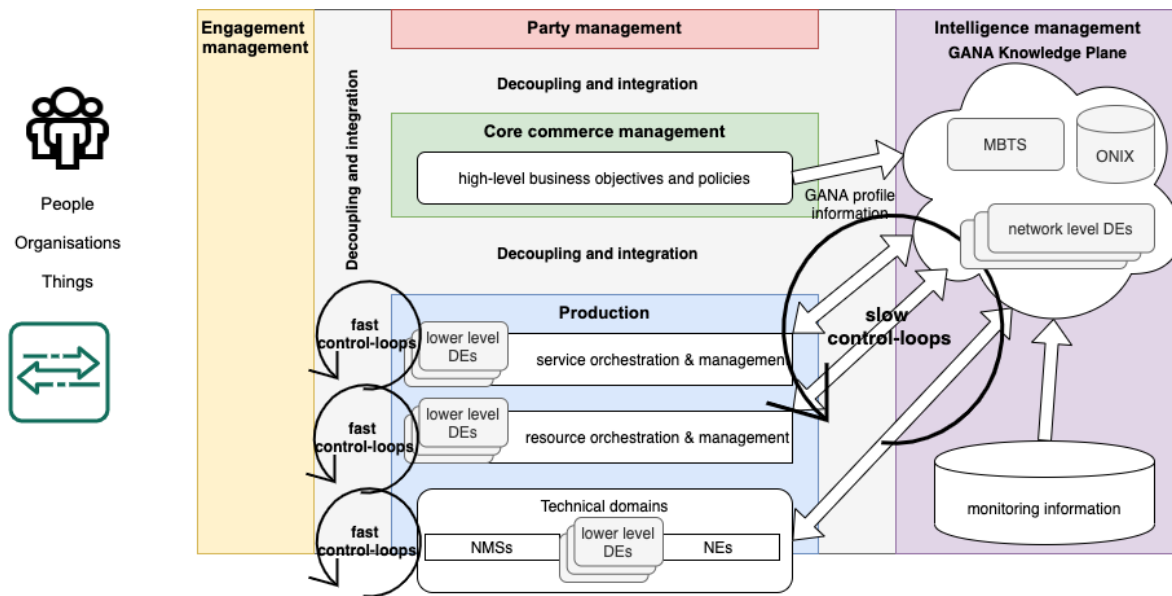 Engagement
management
Party management
Intelligence management
GANA Knowledge Plane
Decoupling and integration
Decoupling and integration
Core commerce management
high-level business objectives and policies
MBTS
ONIX
GANA profile
information
network level DEs
Decoupling and integration
People
Organisations
Things
Production
fast
control-loops
lower level
DEs
service orchestration & management
slow
control-loops
fast
control-loops
lower level
DEs
resource orchestration & management
Technical domains
fast
control-loops
NMSs
lower level
DEs
NEs
monitoring information